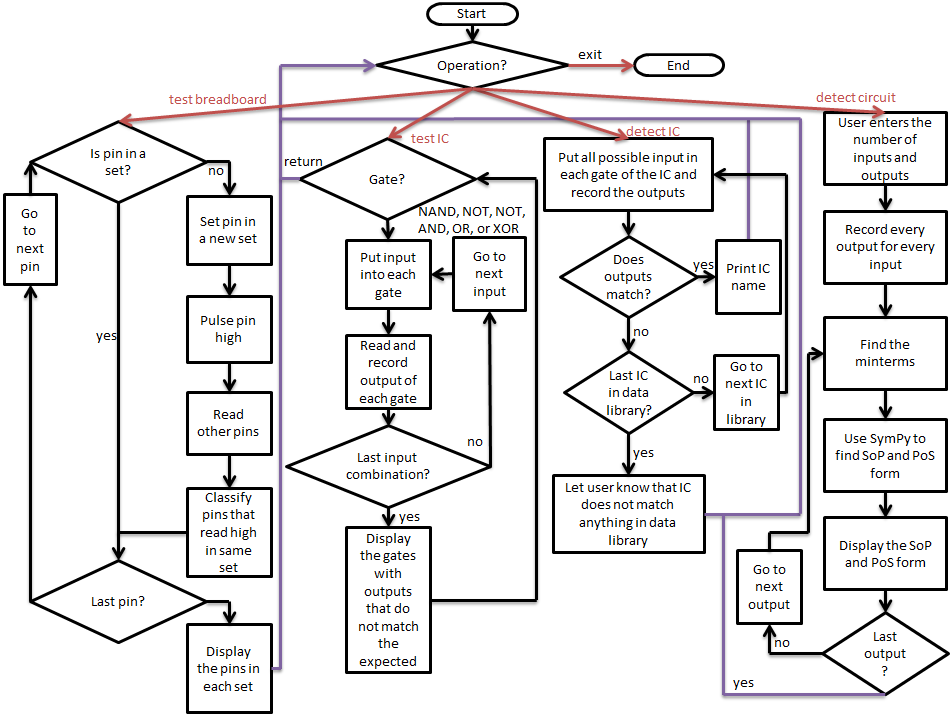 Start
Operation?
exit
End
test breadboard
test IC
detect IC
detect circuit
Is pin in a
set?
no
Go
to
next
pin
Set pin in
a new set
Pulse pin
high
yes
Read
other pins
Classify
pins that
read high
in same
set
Last pin?
Display
the pins in
each set
return
Gate?
NAND, NOT, NOT,
AND, OR, or XOR
Put input
into each
gate
Go to
next
input
Read and
record
output of
each gate
Last input
combination?
no
yes
Display
the gates
with
outputs
that do
not match
the
expected
Put all possible input in
each gate of the IC and
record the outputs
Does
outputs
match?
yes
Print IC
name
no
Last IC
in data
library?
no
Go to
next IC
in
library
yes
Let user know that IC
does not match
anything in data
library
User enters the
number of
inputs and
outputs
Record every
output for every
input
Find the
minterms
Use SymPy to
find SoP and PoS
form
Display the SoP
and PoS form
Go to
next
output
no
Last
output
?
yes